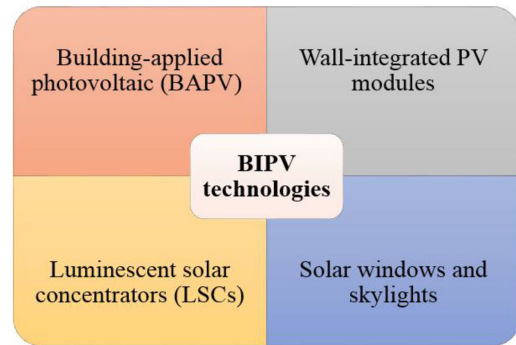 Building-applied
photovoltaic (BAPV)
Wall-integrated PV
modules
BIPV
technologies
Luminescent solar
concentrators (LSCs)
Solar windows and
skylights